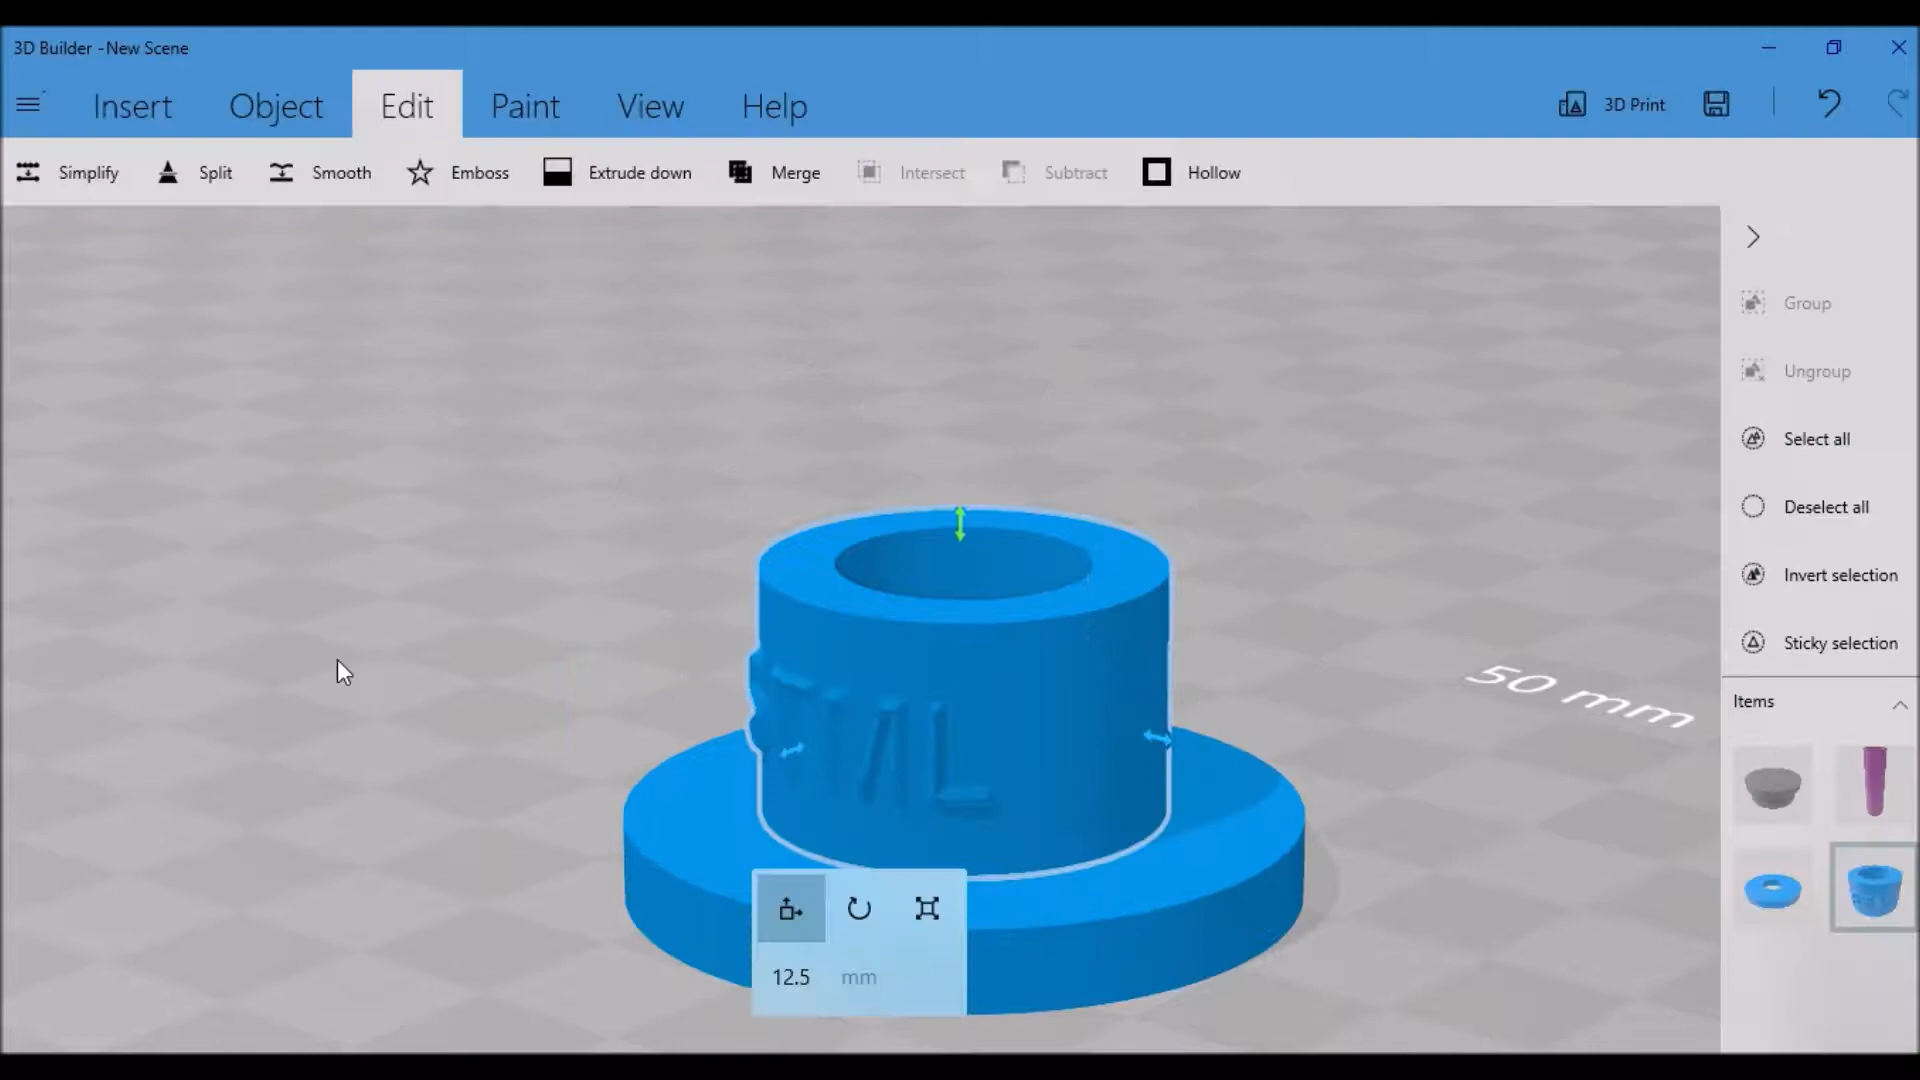 3D Builder - New Scene
Insert Object Edit Paint View Help 3D Print
Simplify Split Smooth Emboss Extrude down Merge Intersect Subtract Hollow
Group
Ungroup
Select all
Deselect all
Invert selection
Sticky selection
50 mm
Items
12.5 mm